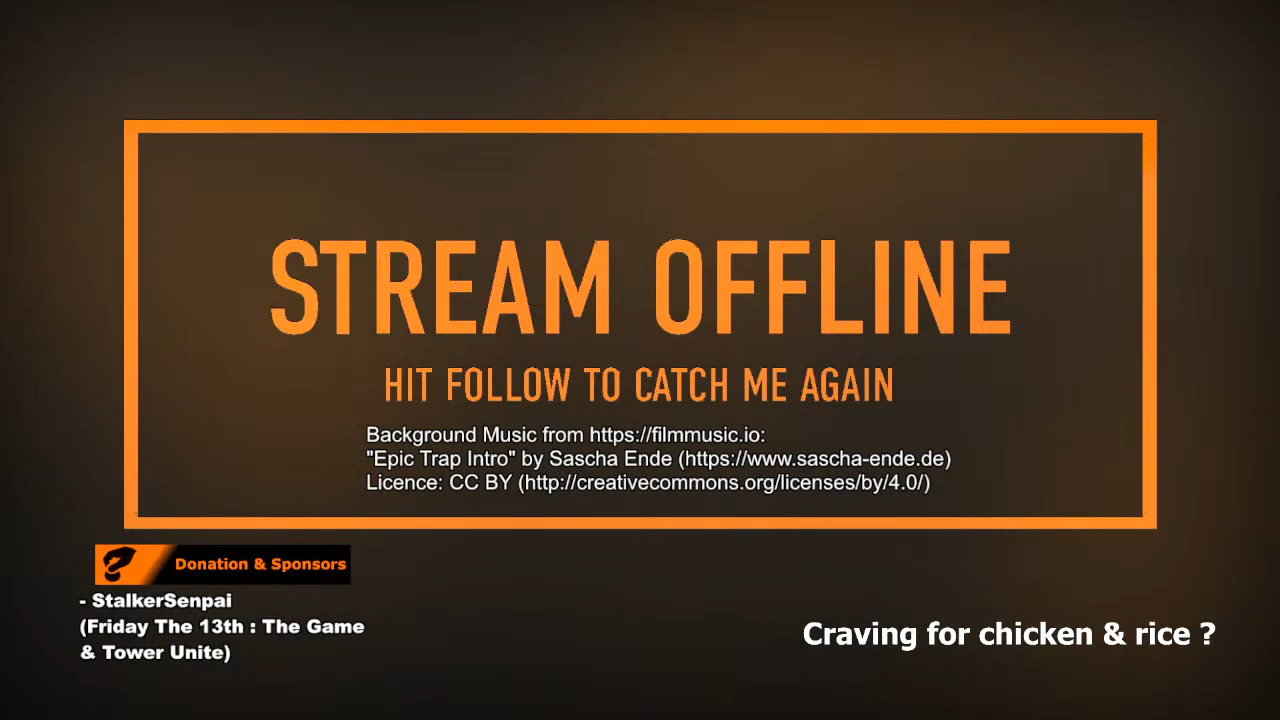 STREAM OFFLINE
HIT FOLLOW TO CATCH ME AGAIN
Background Music from https://filmmusic.io:
"Epic Trap Intro" by Sascha Ende (https://www.sascha-ende.de)
Licence: CC BY (http://creativecommons.org/licenses/by/4.0/)
Donation & Sponsors
- StalkerSenpai
(Friday The 13th : The Game
& Tower Unite)
Craving for chicken & rice ?